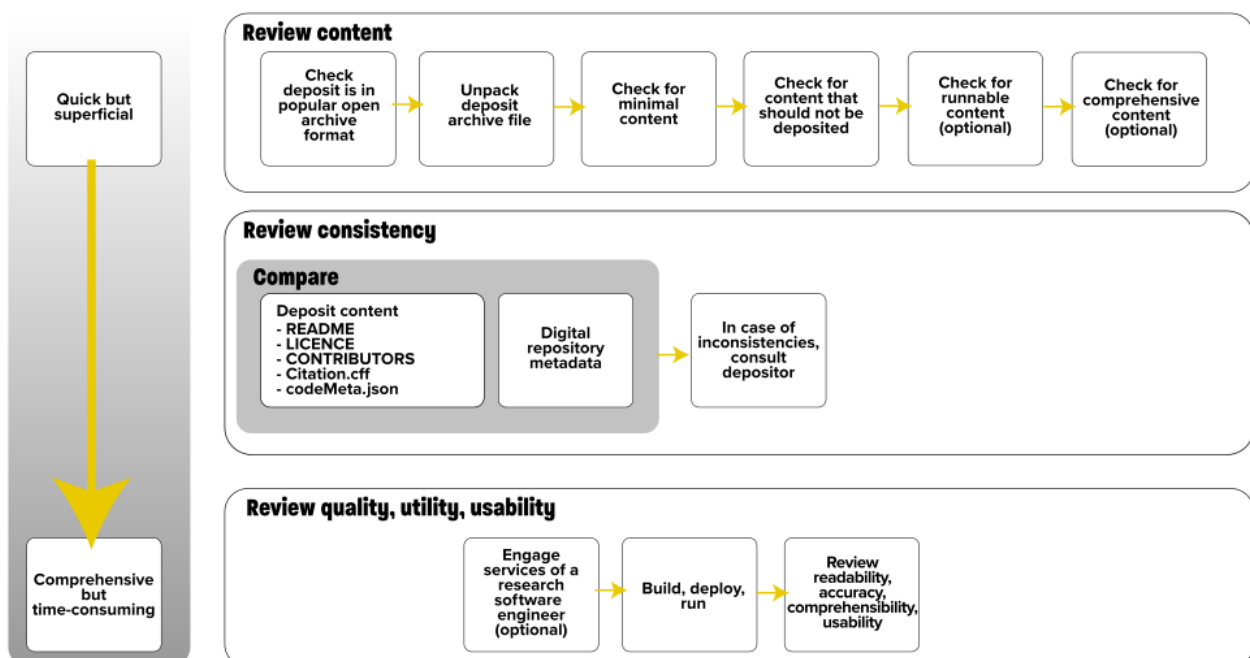 Review content
Quick but
superficial
Check
deposit is in
popular open
archive
format
Unpack
deposit
archive file
Check for
minimal
content
Check for
content that
should not be
deposited
Check for
runnable
content
(optional)
Check for
comprehensive
content
(optional)
Review consistency
Compare
Deposit content
- README
- LICENCE
- CONTRIBUTORS
- Citation.cff
- codeMeta.json
Digital
repository
metadata
In case of
inconsistencies,
consult
depositor
Review quality, utility, usability
Comprehensive
but
time-consuming
Engage
services of a
research
software
engineer
(optional)
Build, deploy,
run
Review
readability,
accuracy,
comprehensibility,
usability